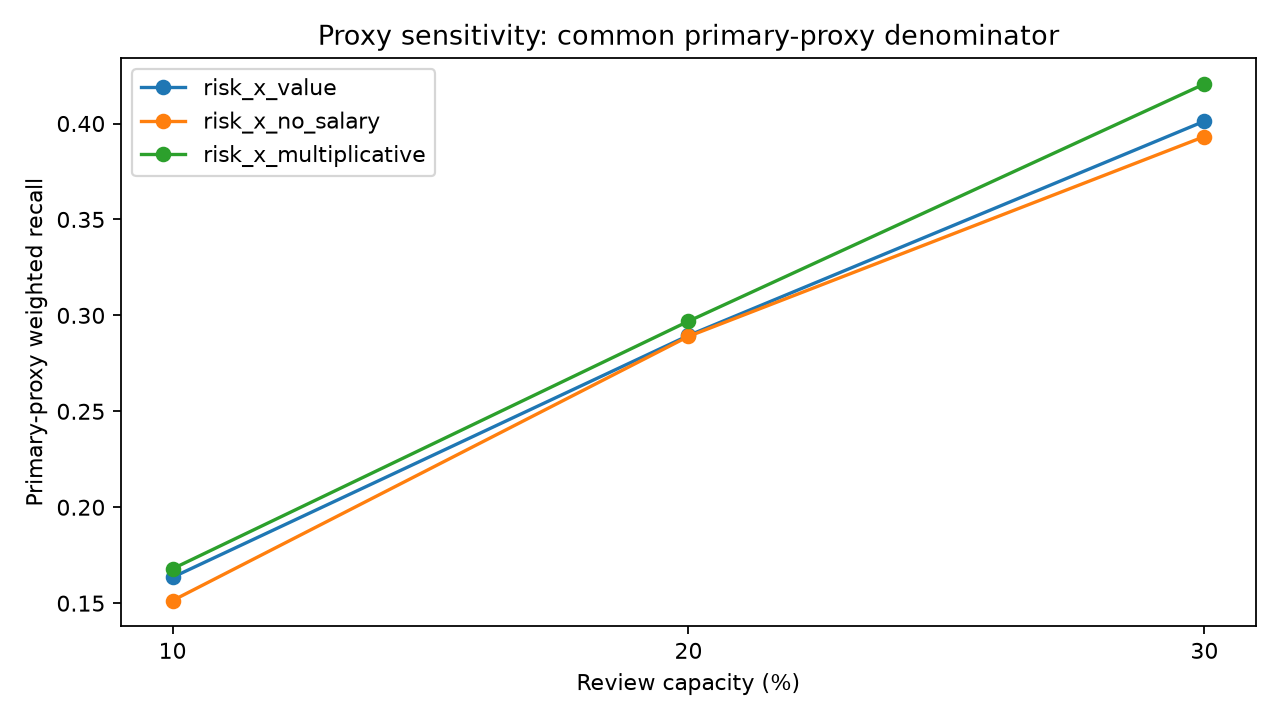 Proxy sensitivity: common primary-proxy denominator
risk_x_value
risk_x_no_salary
risk_x_multiplicative
Primary-proxy weighted recall
0.40
0.35
0.30
0.25
0.20
0.15
10
20
30
Review capacity (%)